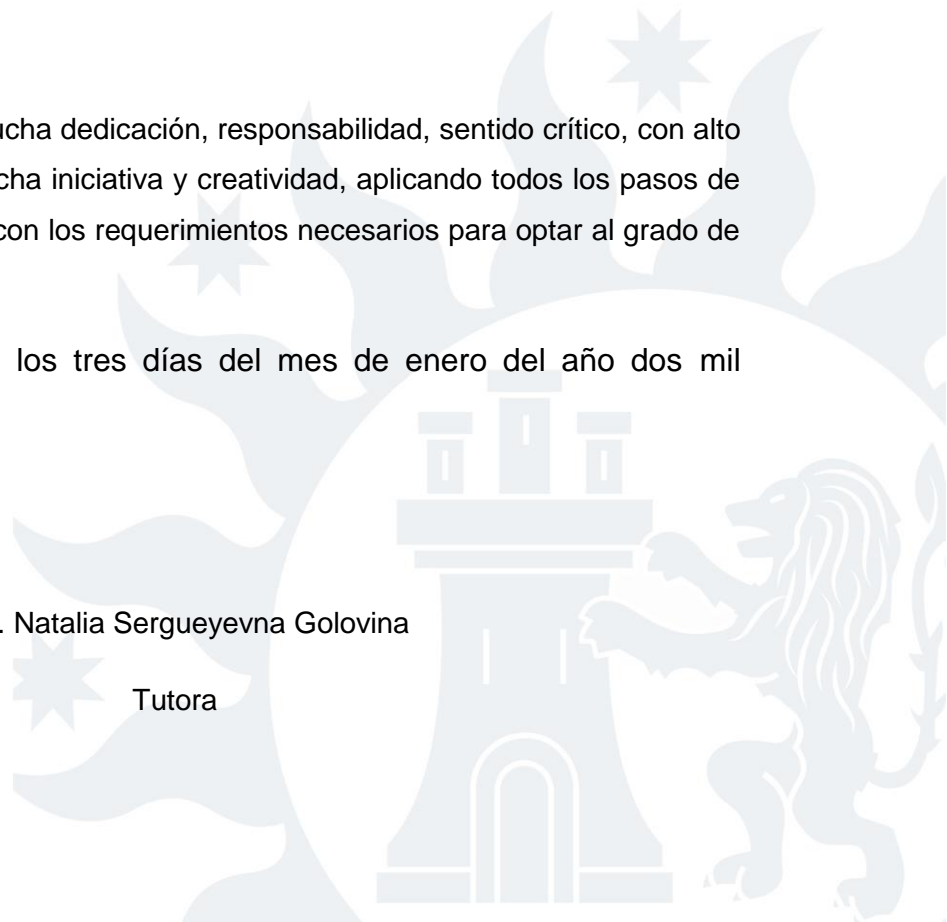 ucha dedicación, responsabilidad, sentido crítico, con alto
cha iniciativa y creatividad, aplicando todos los pasos de
con los requerimientos necesarios para optar al grado de
los tres días del mes de enero del año dos mil
. Natalia Sergueyevna Golovina
Tutora